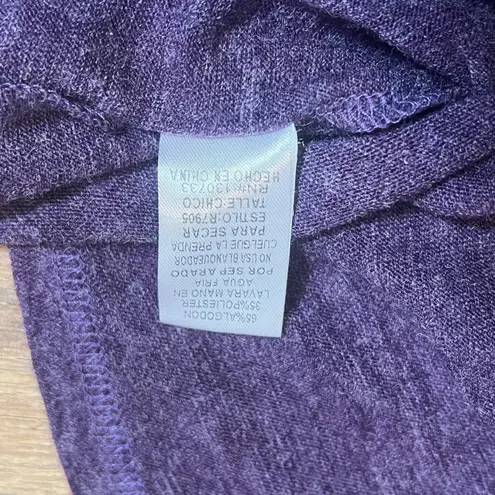 65%ALGODON
35%POLIESTER
LAVARA MANO EN
AGUA FRIA
POR SEPARADO
NO USA BLANQUEADOR
CUELGUE LA PRENDA
PARA SECAR
ESTILO:R7905
TALLE:CHICO
RN#:130733
HECHO EN CHINA